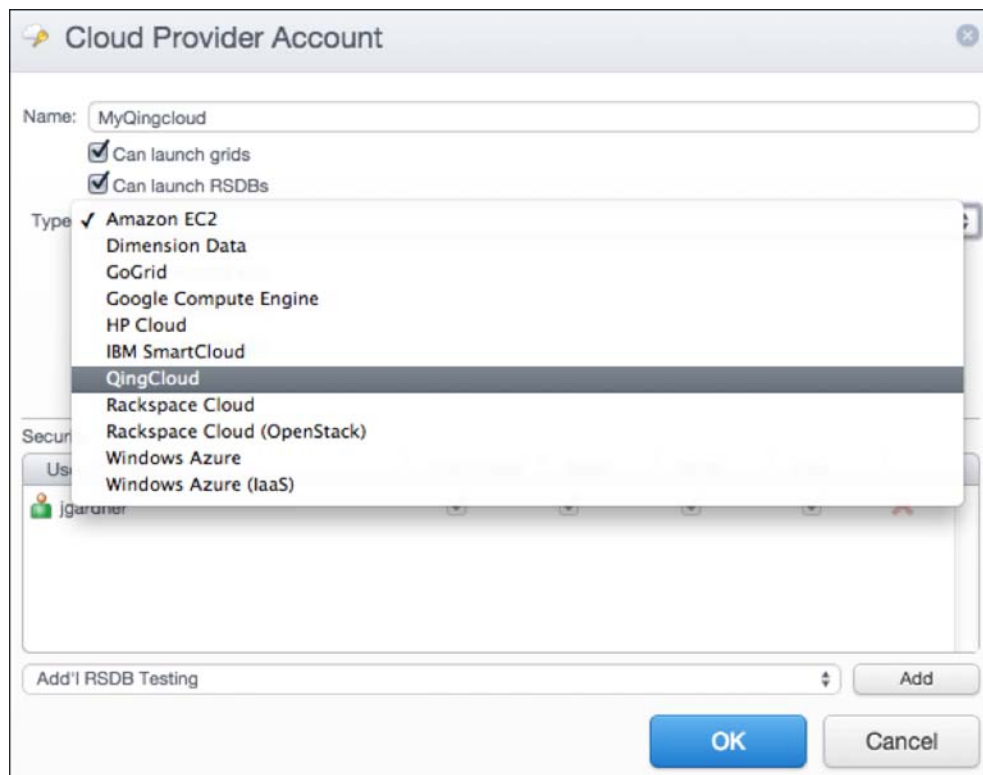 Cloud Provider Account
Name: MyQingcloud
Can launch grids
Can launch RSDBs
Type ✓ Amazon EC2
Dimension Data
GoGrid
Google Compute Engine
HP Cloud
IBM SmartCloud
QingCloud
Rackspace Cloud
Rackspace Cloud (OpenStack)
Windows Azure
Windows Azure (IaaS)
jgardner
Add'l RSDB Testing
Add
OK
Cancel